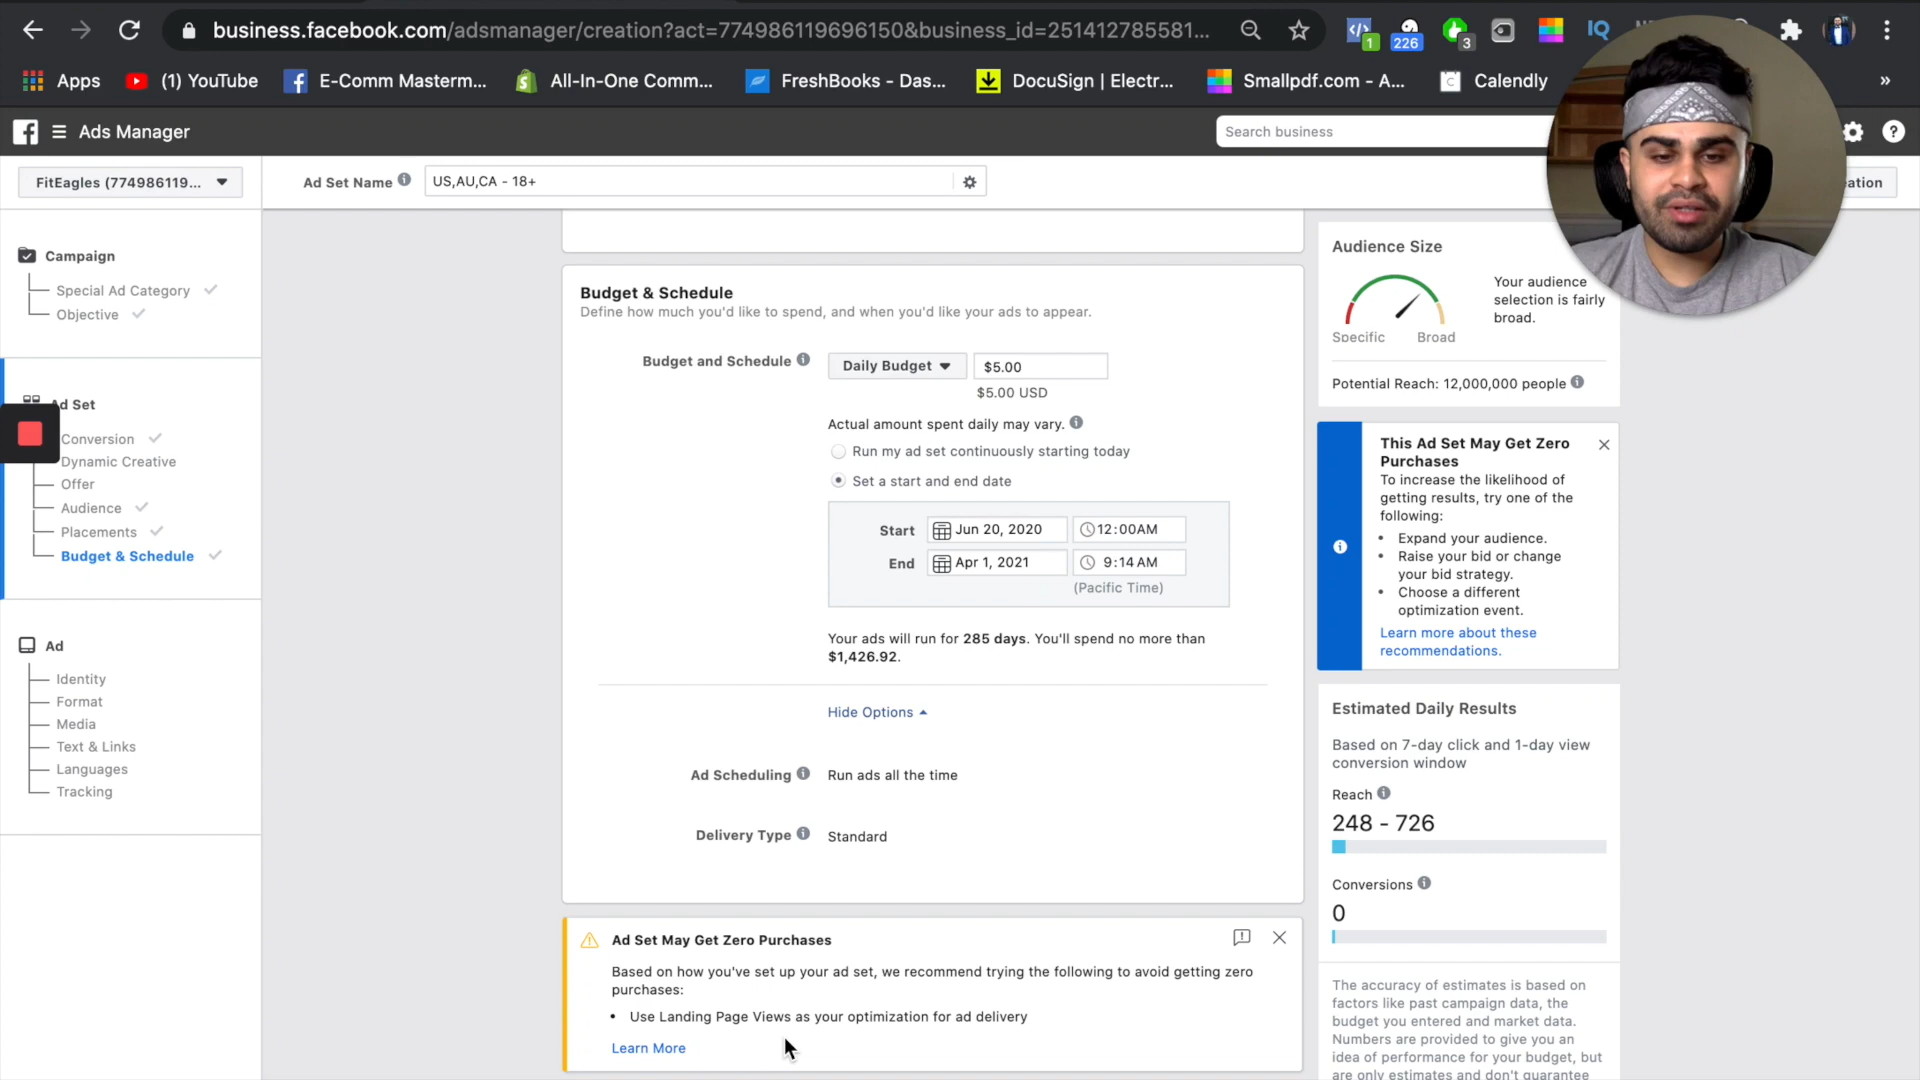 business.facebook.com/adsmanager/creation?act=774986119696150&business_id=251412785581...
1
226
3
IQ
Apps
(1) YouTube
E-Comm Masterm...
All-In-One Comm...
FreshBooks - Das...
DocuSign | Electr...
Smallpdf.com - A...
Calendly
»
Ads Manager
Search business
FitEagles (774986119...
Ad Set Name
US,AU,CA - 18+
ation
Campaign
Special Ad Category
Objective
Ad Set
Conversion
Dynamic Creative
Offer
Audience
Placements
Budget & Schedule
Ad
Identity
Format
Media
Text & Links
Languages
Tracking
Budget & Schedule
Define how much you'd like to spend, and when you'd like your ads to appear.
Budget and Schedule
Daily Budget
$5.00
$5.00 USD
Actual amount spent daily may vary.
Run my ad set continuously starting today
Set a start and end date
Start
Jun 20, 2020
12:00AM
End
Apr 1, 2021
9:14AM
(Pacific Time)
Your ads will run for 285 days. You'll spend no more than
$1,426.92.
Hide Options
Ad Scheduling
Run ads all the time
Delivery Type
Standard
Ad Set May Get Zero Purchases
Based on how you've set up your ad set, we recommend trying the following to avoid getting zero
purchases:
• Use Landing Page Views as your optimization for ad delivery
Learn More
Audience Size
Specific
Broad
Your audience
selection is fairly
broad.
Potential Reach: 12,000,000 people
This Ad Set May Get Zero
Purchases
To increase the likelihood of
getting results, try one of the
following:
• Expand your audience.
• Raise your bid or change
your bid strategy.
• Choose a different
optimization event.
Learn more about these
recommendations.
Estimated Daily Results
Based on 7-day click and 1-day view
conversion window
Reach
248 - 726
Conversions
0
The accuracy of estimates is based on
factors like past campaign data, the
budget you entered and market data.
Numbers are provided to give you an
idea of performance for your budget, but
are only estimates and don't guarantee